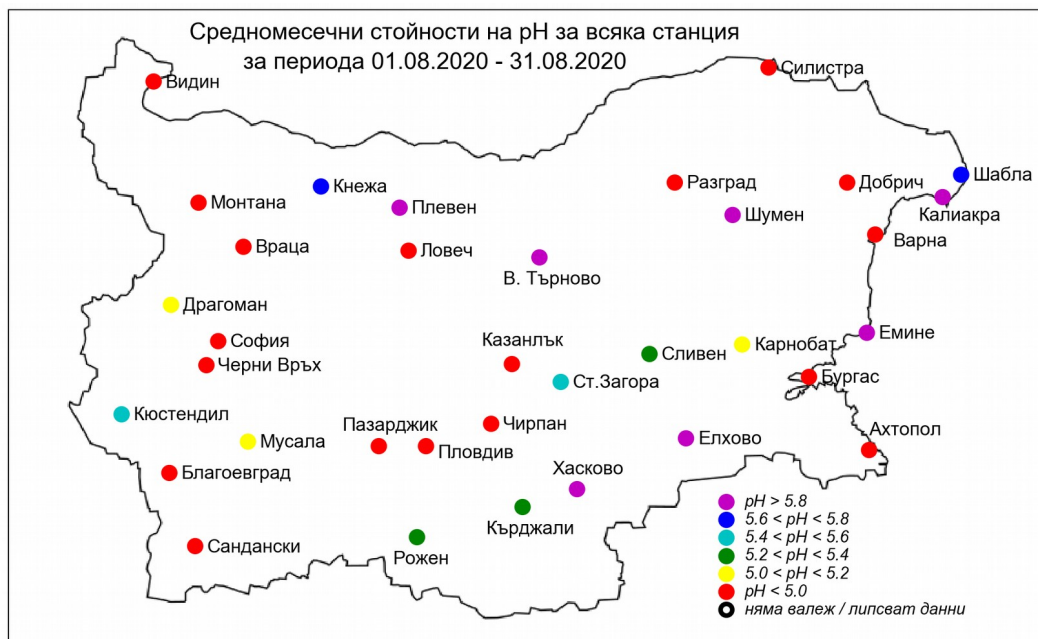 Средномесечни стойности на pH за всяка станция
за периода 01.08.2020 - 31.08.2020
Силистра
Видин
Шабла
Кнежа
Разград
Добрич
Монтана
Плевен
Калиакра
Шумен
Варна
Враца
Ловеч
В. Търново
Драгоман
Емине
София
Казанлък
Карнобат
Сливен
Черни Връх
Ст.Загора
Бургас
Кюстендил
Ахтопол
Пазарджик
Чирпан
Мусала
Елхово
Пловдив
Благоевград
Хасково
Кърджали
Сандански
Рожен
pH > 5.8
5.6 < pH < 5.8
5.4 < pH < 5.6
5.2 < pH < 5.4
5.0 < pH < 5.2
pH < 5.0
няма валеж / липсват данни